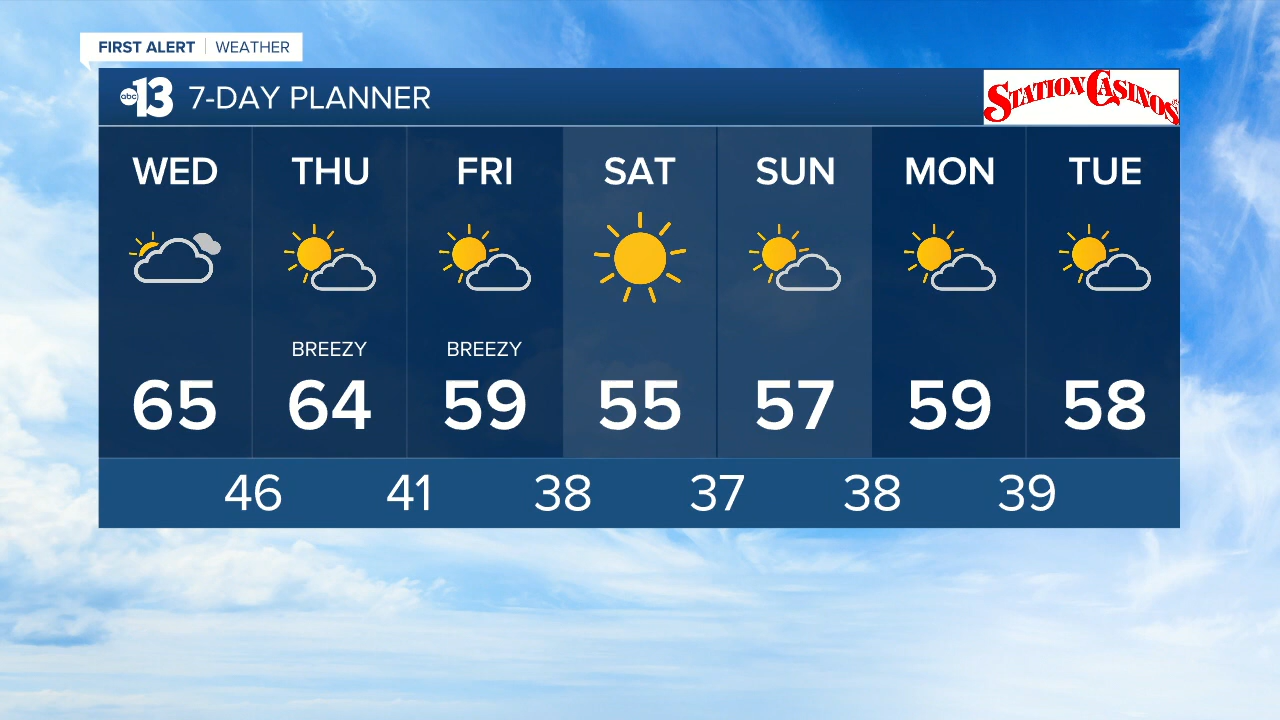 FIRST ALERT | WEATHER
abc 13 7-DAY PLANNER
STATION CASINOS
WED THU FRI SAT SUN MON TUE
BREEZY BREEZY
65 64 59 55 57 59 58
46 41 38 37 38 39